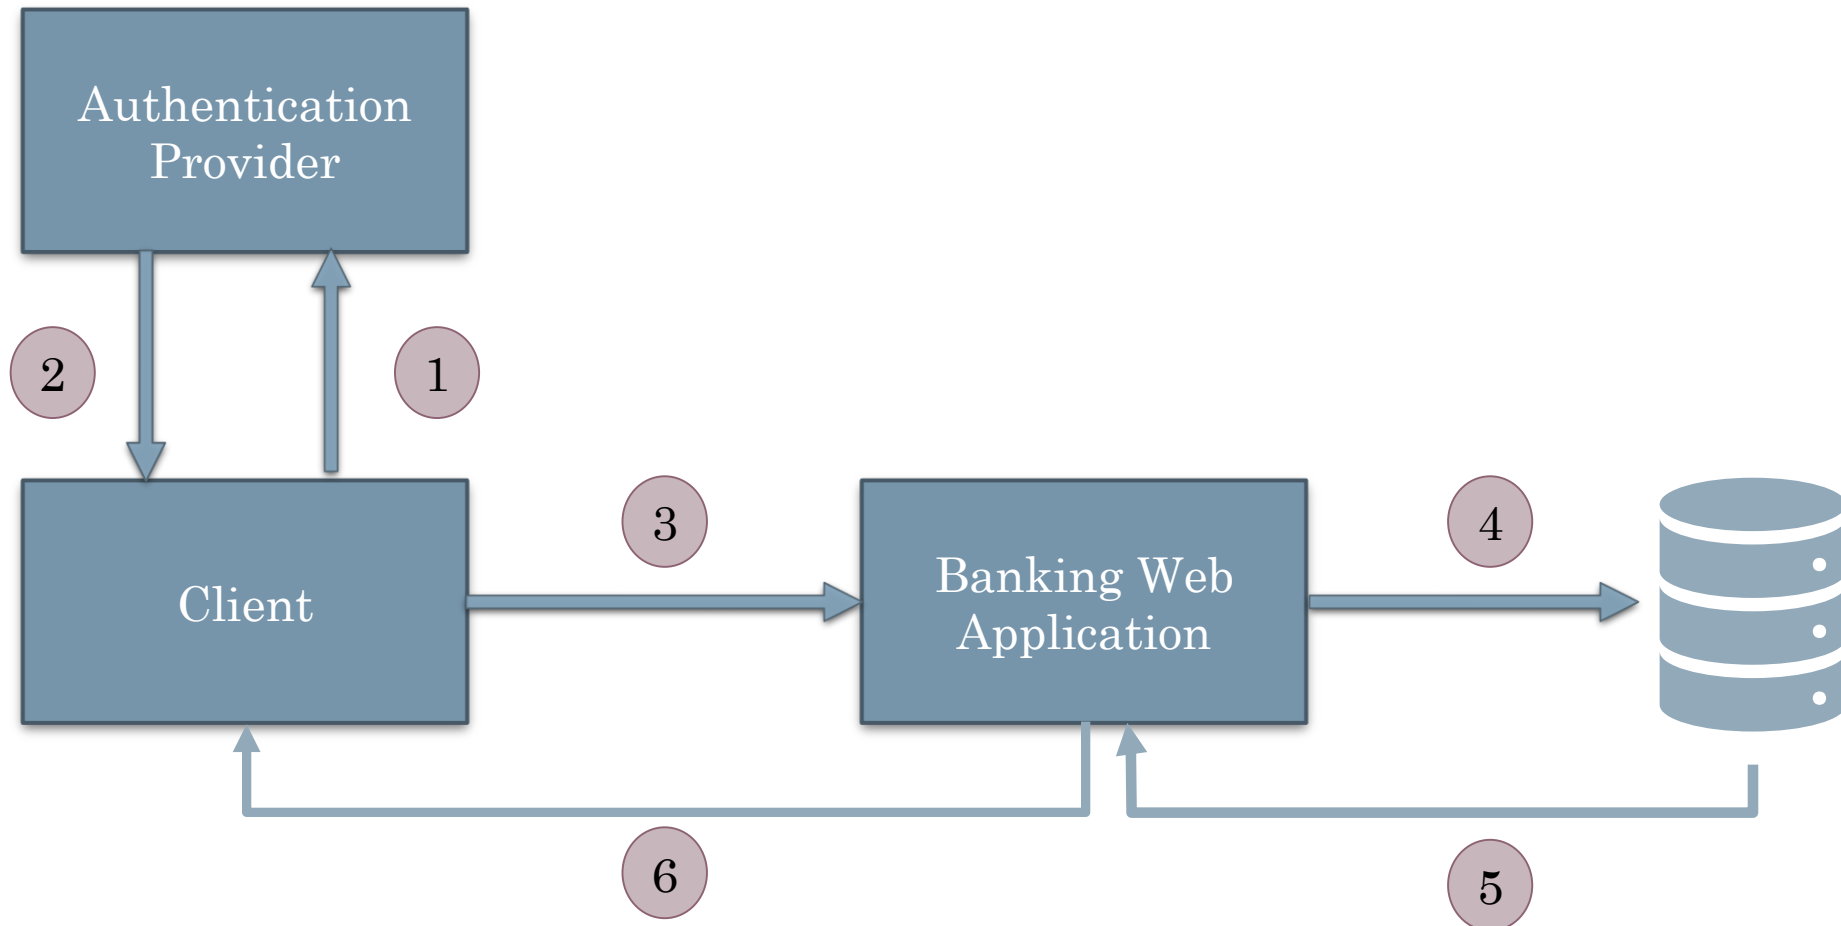 Authentication
Provider
2
1
3
4
Client
Banking Web
Application
6
5